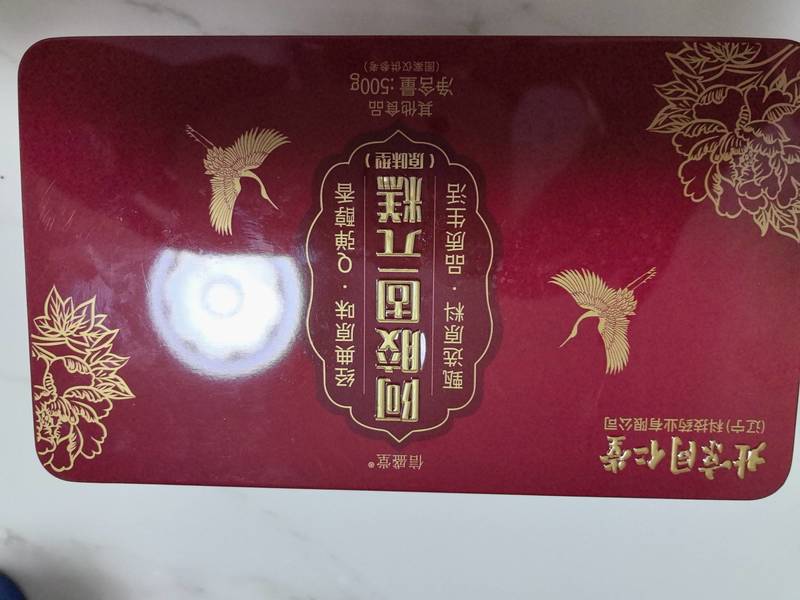 北京同仁堂
(辽宁)科技药业有限公司
信盛堂®
甄选原料·品质生活
阿胶固元糕
(原味型)
经典原味·Q弹醇香
其他食品
净含量:500g
(图案仅供参考)